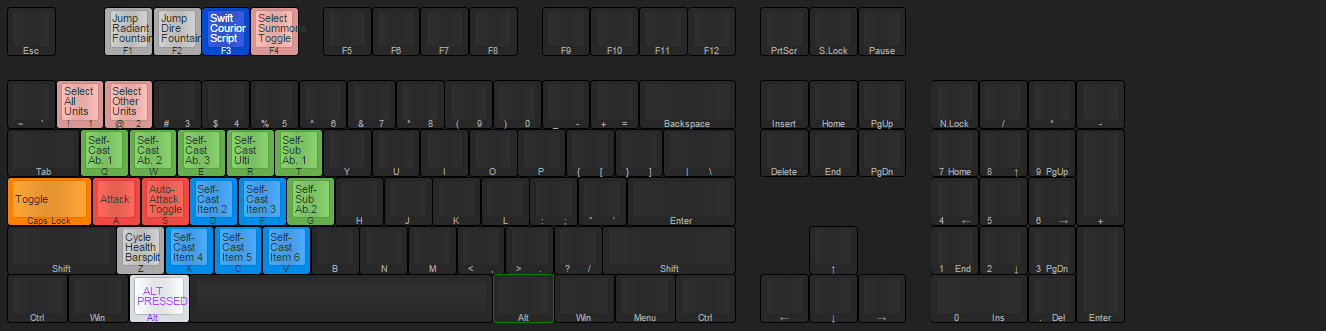 Jump Jump Swift Select
Radiant Dire Courior Summons
Fountain Fountain Script Toggle
Esc F1 F2 F3 F4 F5 F6 F7 F8 F9 F10 F11 F12 PrtScr S.Lock Pause
Select Select
All Other
Units Units
~ ` ! 1 @ 2 # 3 $ 4 % 5 ^ 6 & 7 * 8 ( 9 ) 0 _ - + = Backspace Insert Home PgUp N.Lock / * -
Self- Self- Self- Self- Self-
Cast Cast Cast Cast Sub
Ab. 1 Ab. 2 Ab. 3 Ulti Ab. 1
Tab Q W E R T Y U I O P { [ } ] | \ Delete End PgDn 7 Home 8 ↑ 9 PgUp
Auto- Self- Self- Self-
Toggle Attack Attack Cast Cast Sub
Toggle Item 2 Item 3 Ab.2
Caps Lock A S D F G H J K L : ; " ' Enter 4 ← 5 6 → +
Cycle Self- Self- Self-
Health Cast Cast Cast
Barsplit Item 4 Item 5 Item 6
Shift Z X C V B N M < , > . ? / Shift ↑ 1 End 2 ↓ 3 PgDn
ALT
PRESSED
Ctrl Win Alt Alt Win Menu Ctrl ← ↓ → 0 Ins . Del Enter